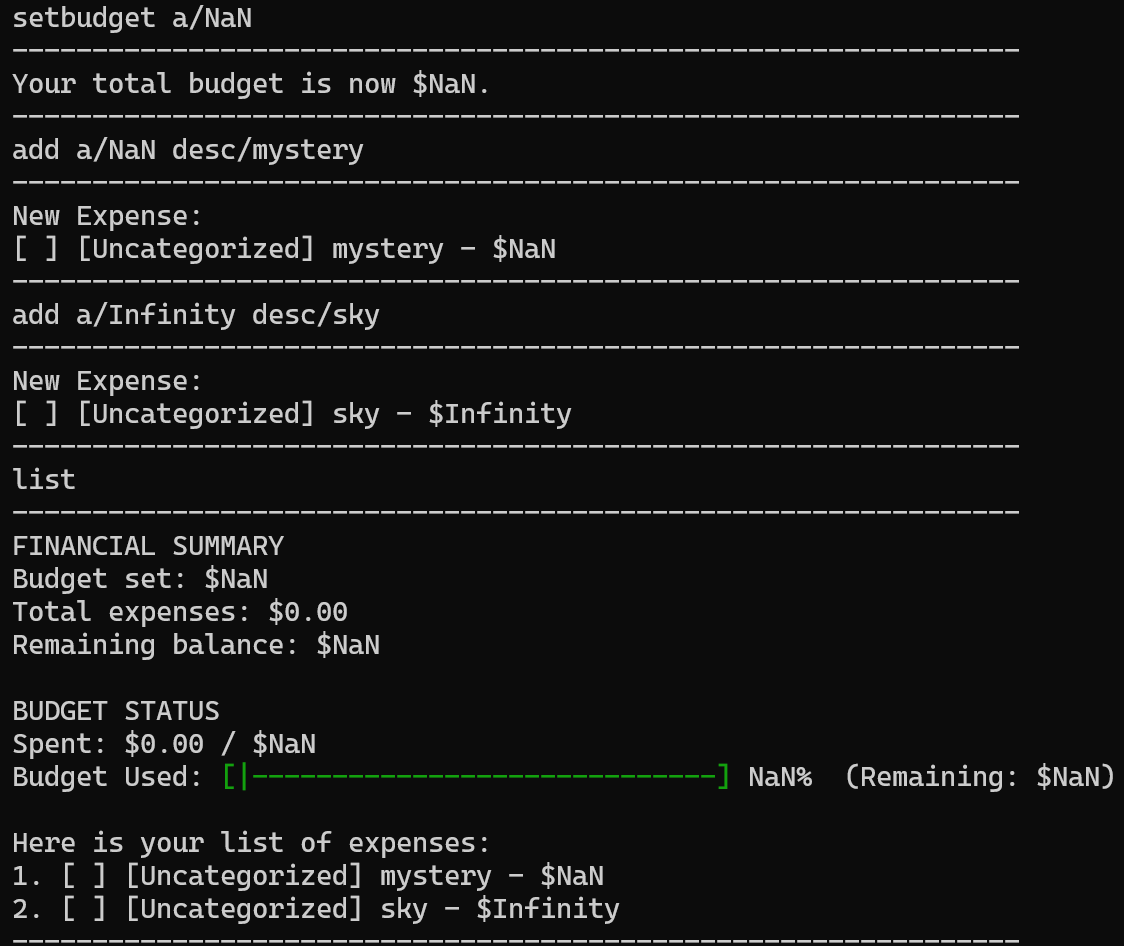 setbudget a/NaN
---------------------------------------------------------------
Your total budget is now $NaN.
---------------------------------------------------------------
add a/NaN desc/mystery
---------------------------------------------------------------
New Expense:
[ ] [Uncategorized] mystery - $NaN
---------------------------------------------------------------
add a/Infinity desc/sky
---------------------------------------------------------------
New Expense:
[ ] [Uncategorized] sky - $Infinity
---------------------------------------------------------------
list
---------------------------------------------------------------
FINANCIAL SUMMARY
Budget set: $NaN
Total expenses: $0.00
Remaining balance: $NaN

BUDGET STATUS
Spent: $0.00 / $NaN
Budget Used: [|-----------------------------] NaN%  (Remaining: $NaN)

Here is your list of expenses:
1. [ ] [Uncategorized] mystery - $NaN
2. [ ] [Uncategorized] sky - $Infinity
---------------------------------------------------------------